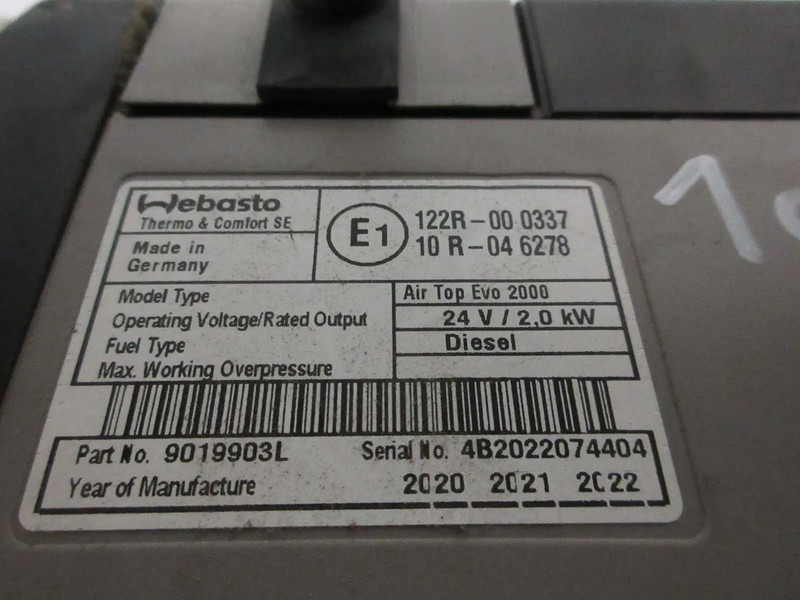 Webasto
Thermo & Comfort SE
Made in
Germany
E1
122R-00 0337
10 R-04 6278
Model Type Air Top Evo 2000
Operating Voltage/Rated Output 24 V / 2,0 kW
Fuel Type Diesel
Max. Working Overpressure
Part No. 9019903L Serial No. 4B2022074404
Year of Manufacture 2020 2021 2022